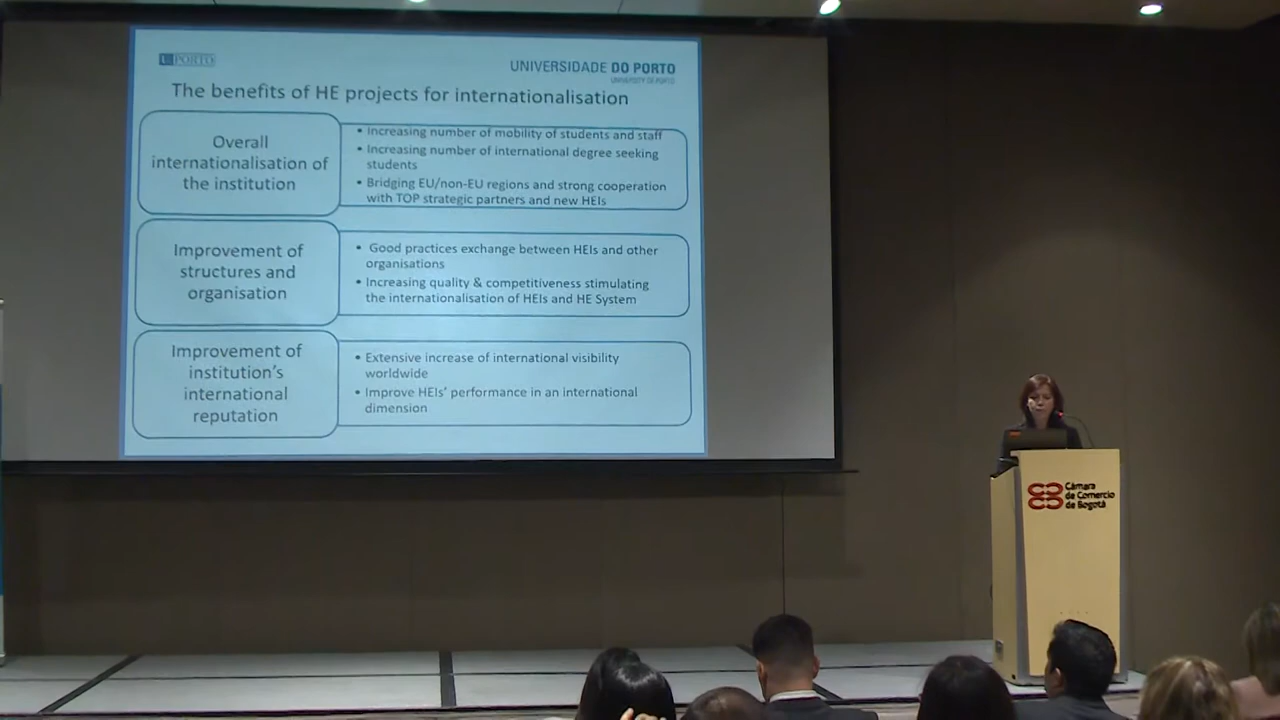 U.PORTO
UNIVERSIDADE DO PORTO
UNIVERSITY OF PORTO
The benefits of HE projects for internationalisation
Overall
internationalisation of
the institution
• Increasing number of mobility of students and staff
• Increasing number of international degree seeking
students
• Bridging EU/non-EU regions and strong cooperation
with TOP strategic partners and new HEIs
Improvement of
structures and
organisation
• Good practices exchange between HEIs and other
organisations
• Increasing quality & competitiveness stimulating
the internationalisation of HEIs and HE System
Improvement of
institution's
international
reputation
• Extensive increase of international visibility
worldwide
• Improve HEIs' performance in an international
dimension
Cámara
de Comercio
de Bogotá